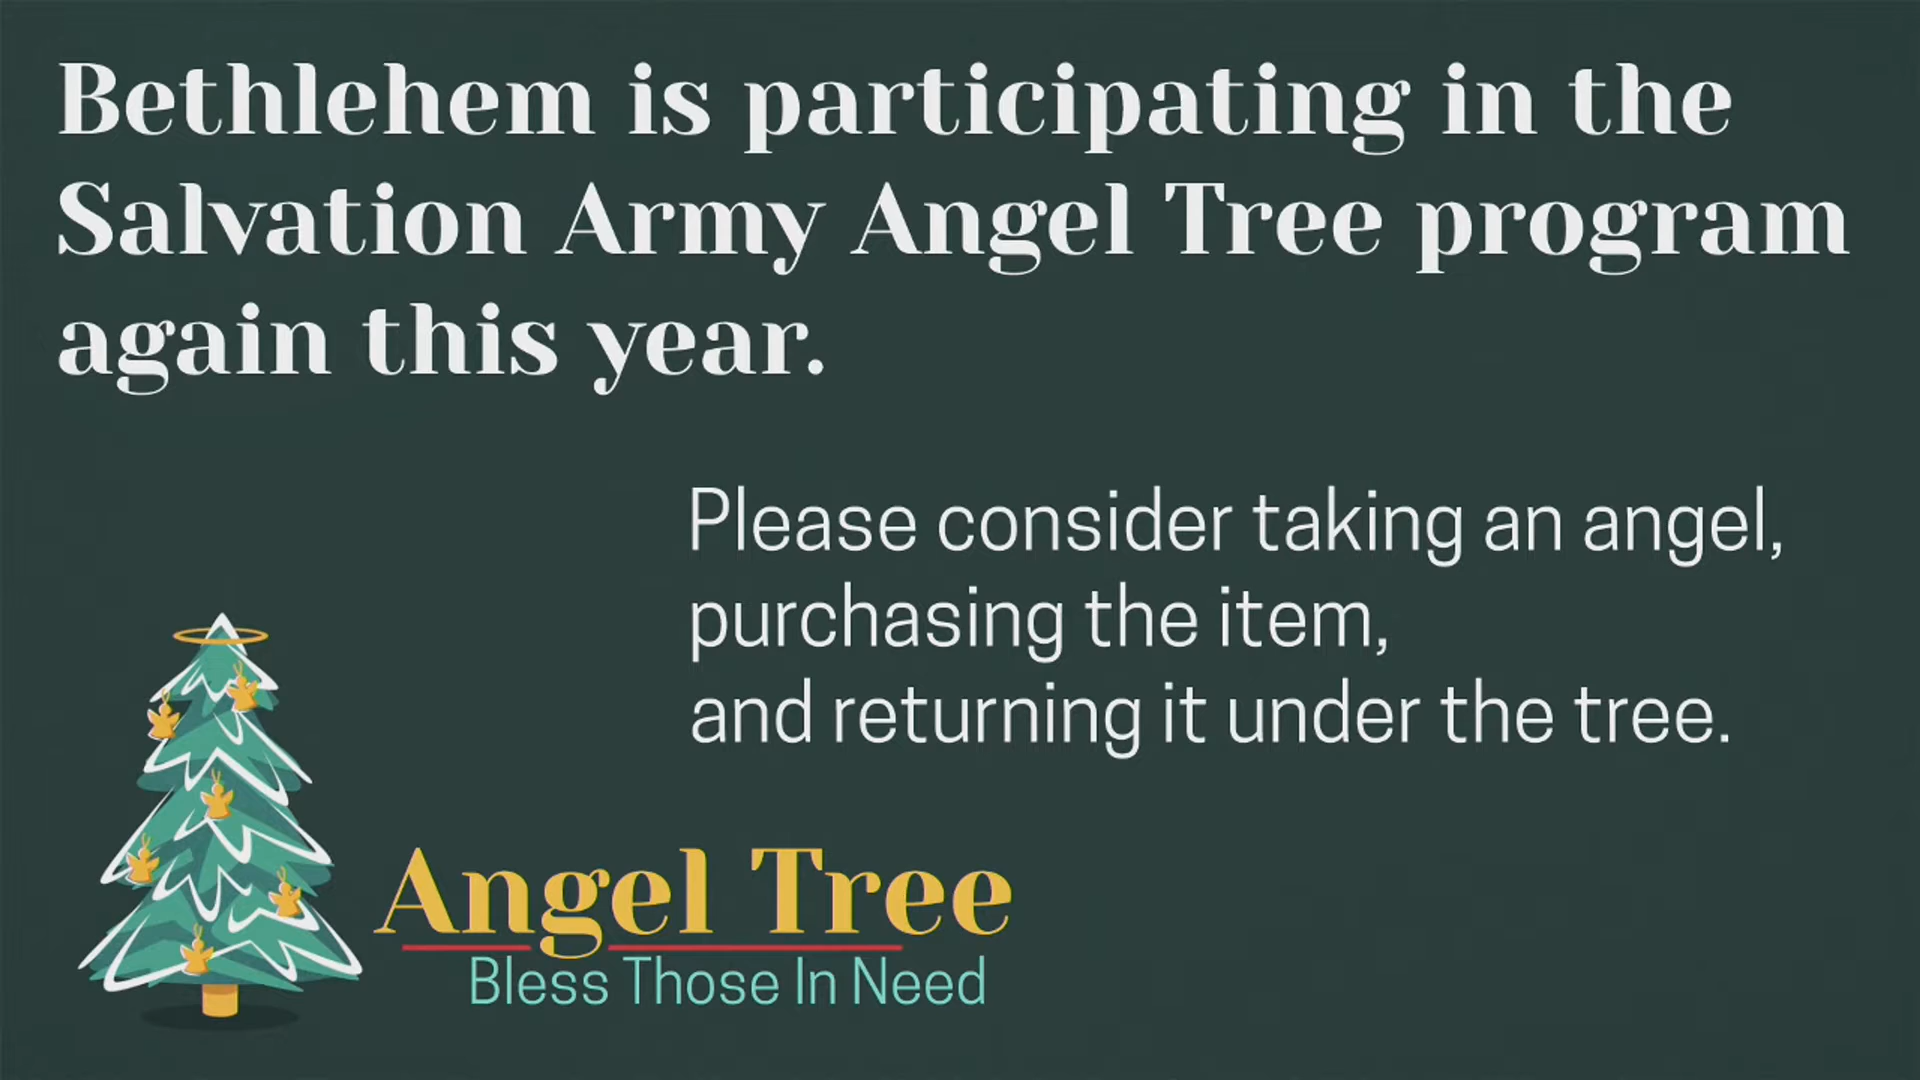 Bethlehem is participating in the
Salvation Army Angel Tree program
again this year.
Please consider taking an angel,
purchasing the item,
and returning it under the tree.
Angel Tree
Bless Those In Need